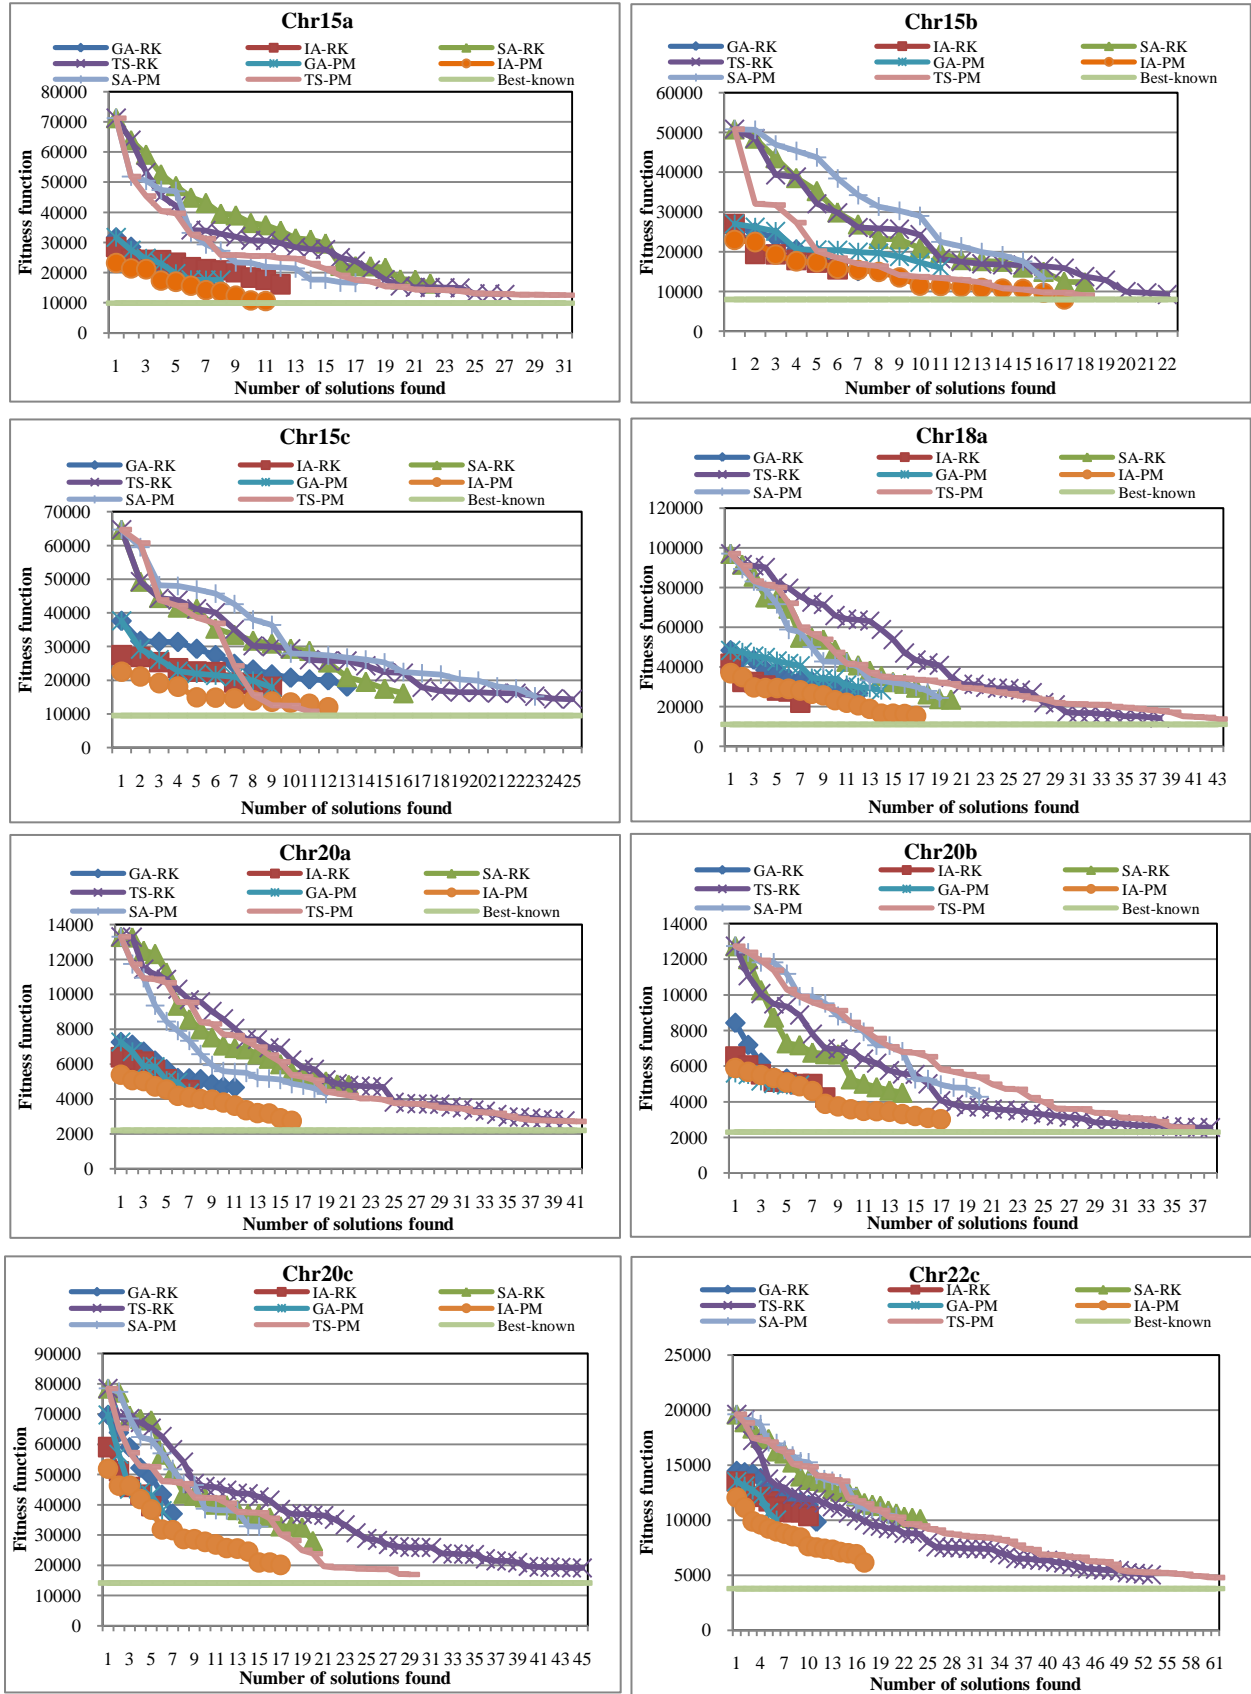 Chr15a
GA-RK IA-RK SA-RK
TS-RK GA-PM IA-PM
SA-PM TS-PM Best-known
Fitness function
80000
70000
60000
50000
40000
30000
20000
10000
0
1 3 5 7 9 11 13 15 17 19 21 23 25 27 29 31
Number of solutions found
Chr15b
GA-RK IA-RK SA-RK
TS-RK GA-PM IA-PM
SA-PM TS-PM Best-known
Fitness function
60000
50000
40000
30000
20000
10000
0
1 2 3 4 5 6 7 8 9 10 11 12 13 14 15 16 17 18 19 20 21 22
Number of solutions found
Chr15c
GA-RK IA-RK SA-RK
TS-RK GA-PM IA-PM
SA-PM TS-PM Best-known
Fitness function
70000
60000
50000
40000
30000
20000
10000
0
1 2 3 4 5 6 7 8 9 10 11 12 13 14 15 16 17 18 19 20 21 22 23 24 25
Number of solutions found
Chr18a
GA-RK IA-RK SA-RK
TS-RK GA-PM IA-PM
SA-PM TS-PM Best-known
Fitness function
120000
100000
80000
60000
40000
20000
0
1 3 5 7 9 11 13 15 17 19 21 23 25 27 29 31 33 35 37 39 41 43
Number of solutions found
Chr20a
GA-RK IA-RK SA-RK
TS-RK GA-PM IA-PM
SA-PM TS-PM Best-known
Fitness function
14000
12000
10000
8000
6000
4000
2000
0
1 3 5 7 9 11 13 15 17 19 21 23 25 27 29 31 33 35 37 39 41
Number of solutions found
Chr20b
GA-RK IA-RK SA-RK
TS-RK GA-PM IA-PM
SA-PM TS-PM Best-known
Fitness function
14000
12000
10000
8000
6000
4000
2000
0
1 3 5 7 9 11 13 15 17 19 21 23 25 27 29 31 33 35 37
Number of solutions found
Chr20c
GA-RK IA-RK SA-RK
TS-RK GA-PM IA-PM
SA-PM TS-PM Best-known
Fitness function
90000
80000
70000
60000
50000
40000
30000
20000
10000
0
1 3 5 7 9 11 13 15 17 19 21 23 25 27 29 31 33 35 37 39 41 43 45
Number of solutions found
Chr22c
GA-RK IA-RK SA-RK
TS-RK GA-PM IA-PM
SA-PM TS-PM Best-known
Fitness function
25000
20000
15000
10000
5000
0
1 4 7 10 13 16 19 22 25 28 31 34 37 40 43 46 49 52 55 58 61
Number of solutions found